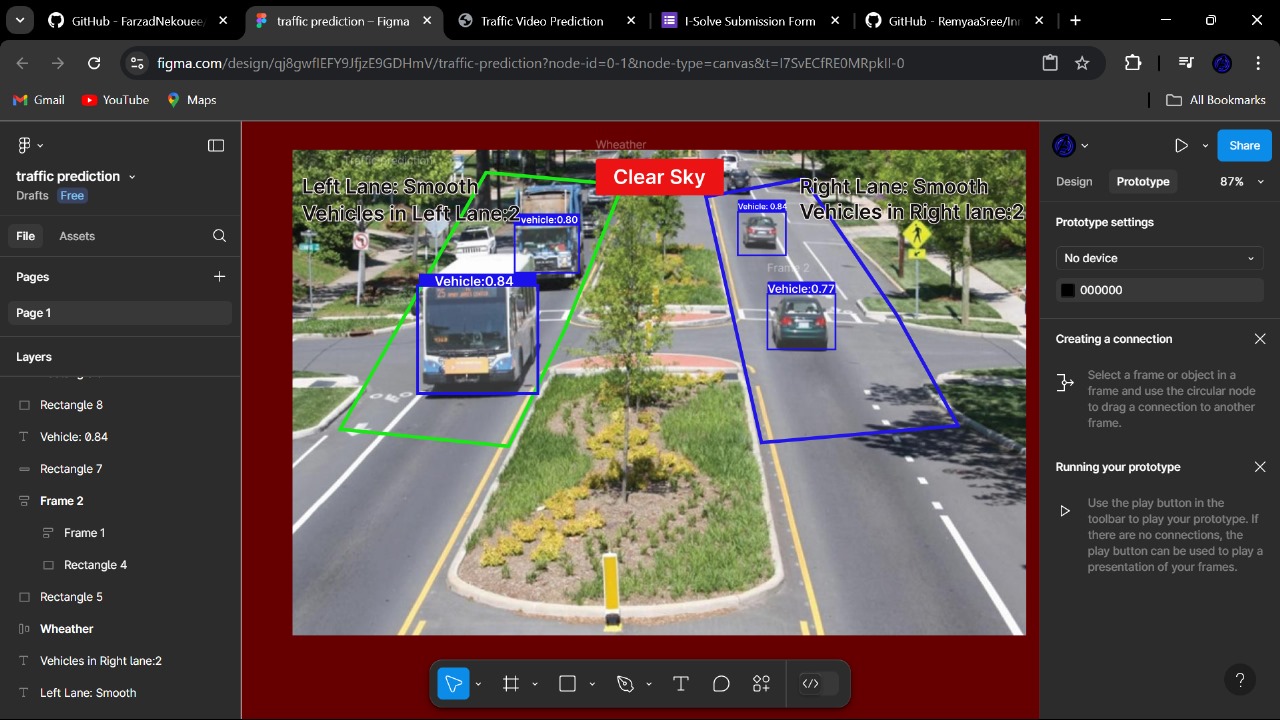 GitHub - FarzadNekouee/
traffic prediction – Figma
Traffic Video Prediction
I-Solve Submission Form
GitHub - RemyaaSree/Inn
figma.com/design/qj8gwfIEFY9JfjzE9GDHmV/traffic-prediction?node-id=0-1&node-type=canvas&t=I7SvECfRE0MRpkIl-0
Gmail
YouTube
Maps
All Bookmarks
traffic prediction
Drafts
Free
File
Assets
Pages
Page 1
Layers
Rectangle 8
Vehicle: 0.84
Rectangle 7
Frame 2
Frame 1
Rectangle 4
Rectangle 5
Wheather
Vehicles in Right lane:2
Left Lane: Smooth
Wheather
Traffic prediction
Clear Sky
Left Lane: Smooth
Vehicles in Left Lane:2
Right Lane: Smooth
Vehicles in Right lane:2
Vehicle:0.80
Vehicle: 0.84
Vehicle:0.84
Frame 2
Vehicle:0.77
Share
Design
Prototype
87%
Prototype settings
No device
000000
Creating a connection
Select a frame or object in a
frame and use the circular node
to drag a connection to another
frame.
Running your prototype
Use the play button in the
toolbar to play your prototype. If
there are no connections, the
play button can be used to play a
presentation of your frames.